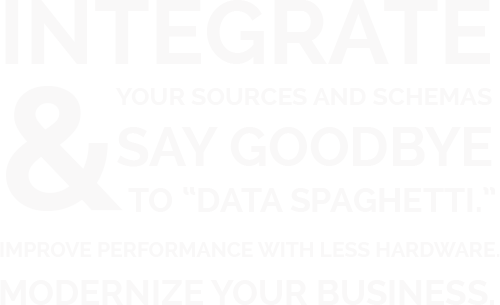 INTEGRATE
& YOUR SOURCES AND SCHEMAS
SAY GOODBYE
TO “DATA SPAGHETTI.”
IMPROVE PERFORMANCE WITH LESS HARDWARE.
MODERNIZE YOUR BUSINESS.